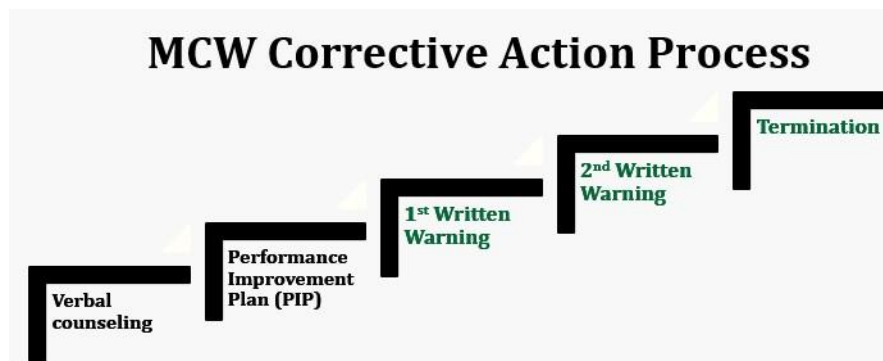 MCW Corrective Action Process
Verbal
counseling
Performance
Improvement
Plan (PIP)
1st Written
Warning
2nd Written
Warning
Termination